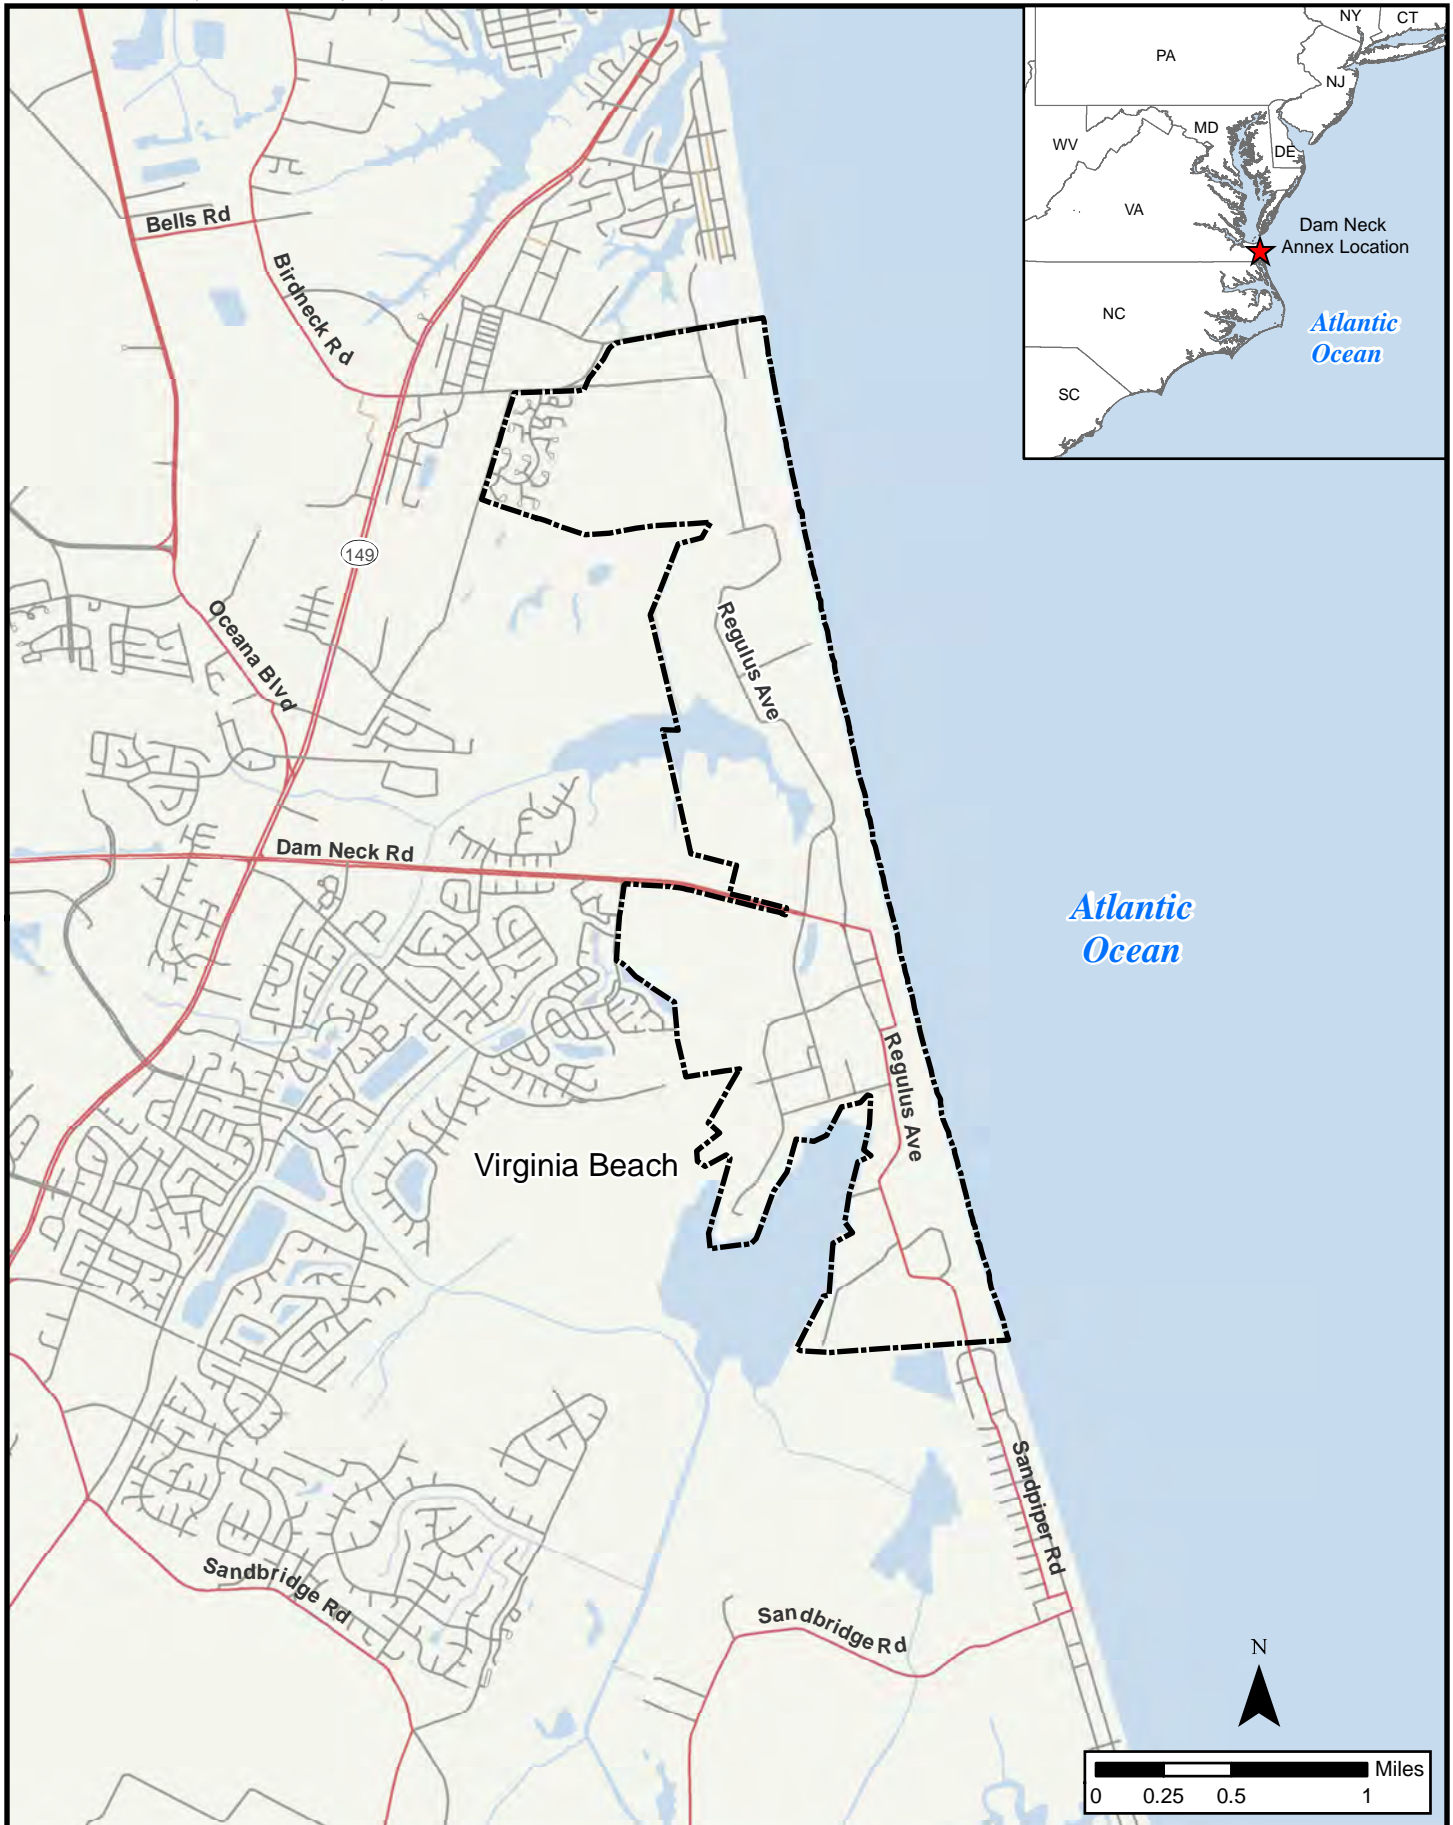 NY
CT
PA
NJ
MD
WV
DE
VA
Dam Neck
Annex Location
NC
Atlantic
Ocean
SC
Bells Rd
Birdneck Rd
149
Oceana Blvd
Regulus Ave
Dam Neck Rd
Atlantic
Ocean
Regulus Ave
Virginia Beach
Sandpiper Rd
Sandbridge Rd
Sandbridge Rd
N
Miles
0 0.25 0.5 1